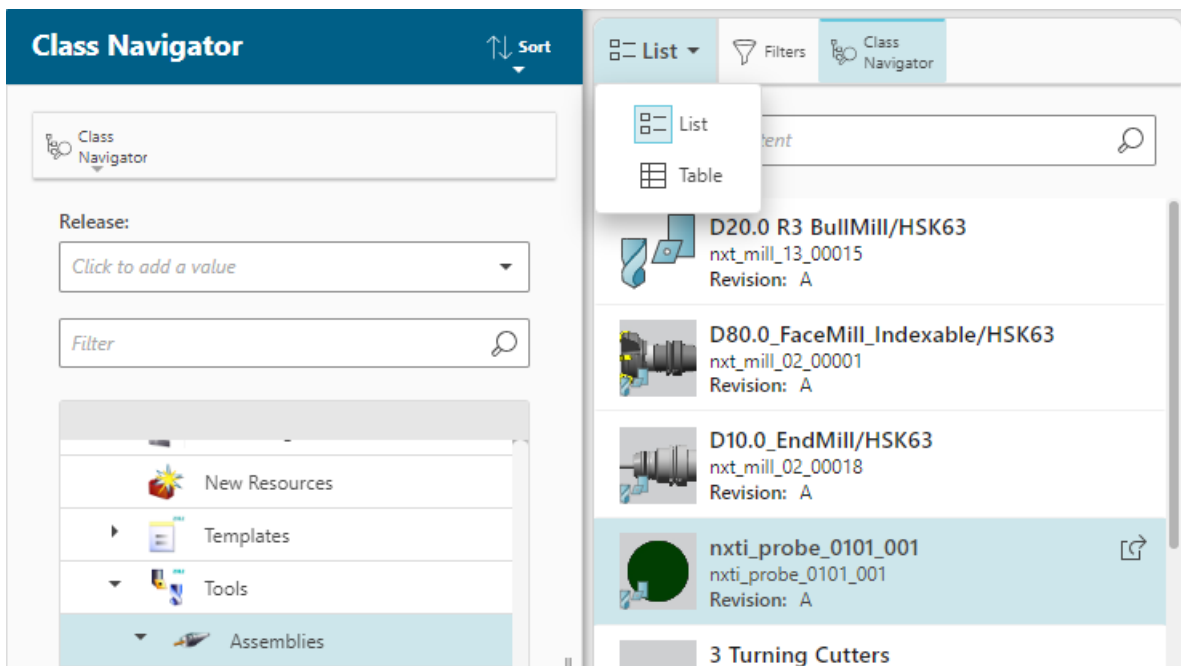 Class Navigator
Sort
Class
Navigator
Release:
Click to add a value
Filter
New Resources
Templates
Tools
Assemblies
List
Filters
Class
Navigator
List
Table
D20.0 R3 BullMill/HSK63
nxt_mill_13_00015
Revision: A
D80.0_FaceMill_Indexable/HSK63
nxt_mill_02_00001
Revision: A
D10.0_EndMill/HSK63
nxt_mill_02_00018
Revision: A
nxti_probe_0101_001
nxti_probe_0101_001
Revision: A
3 Turning Cutters